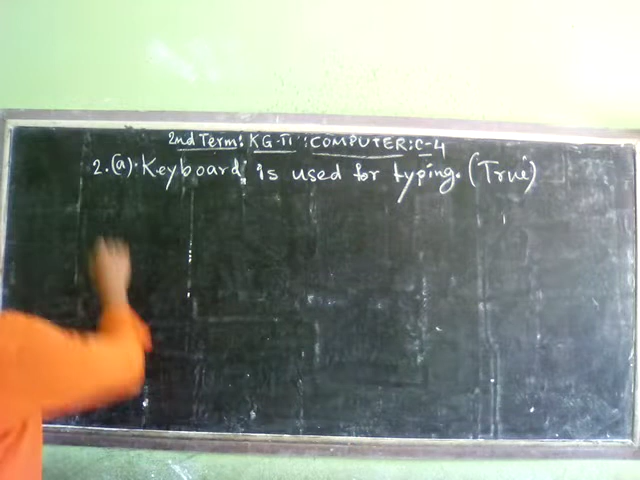 2nd Term: KG-II : COMPUTER: C-4
2. (a). Keyboard is used for typing. (True)